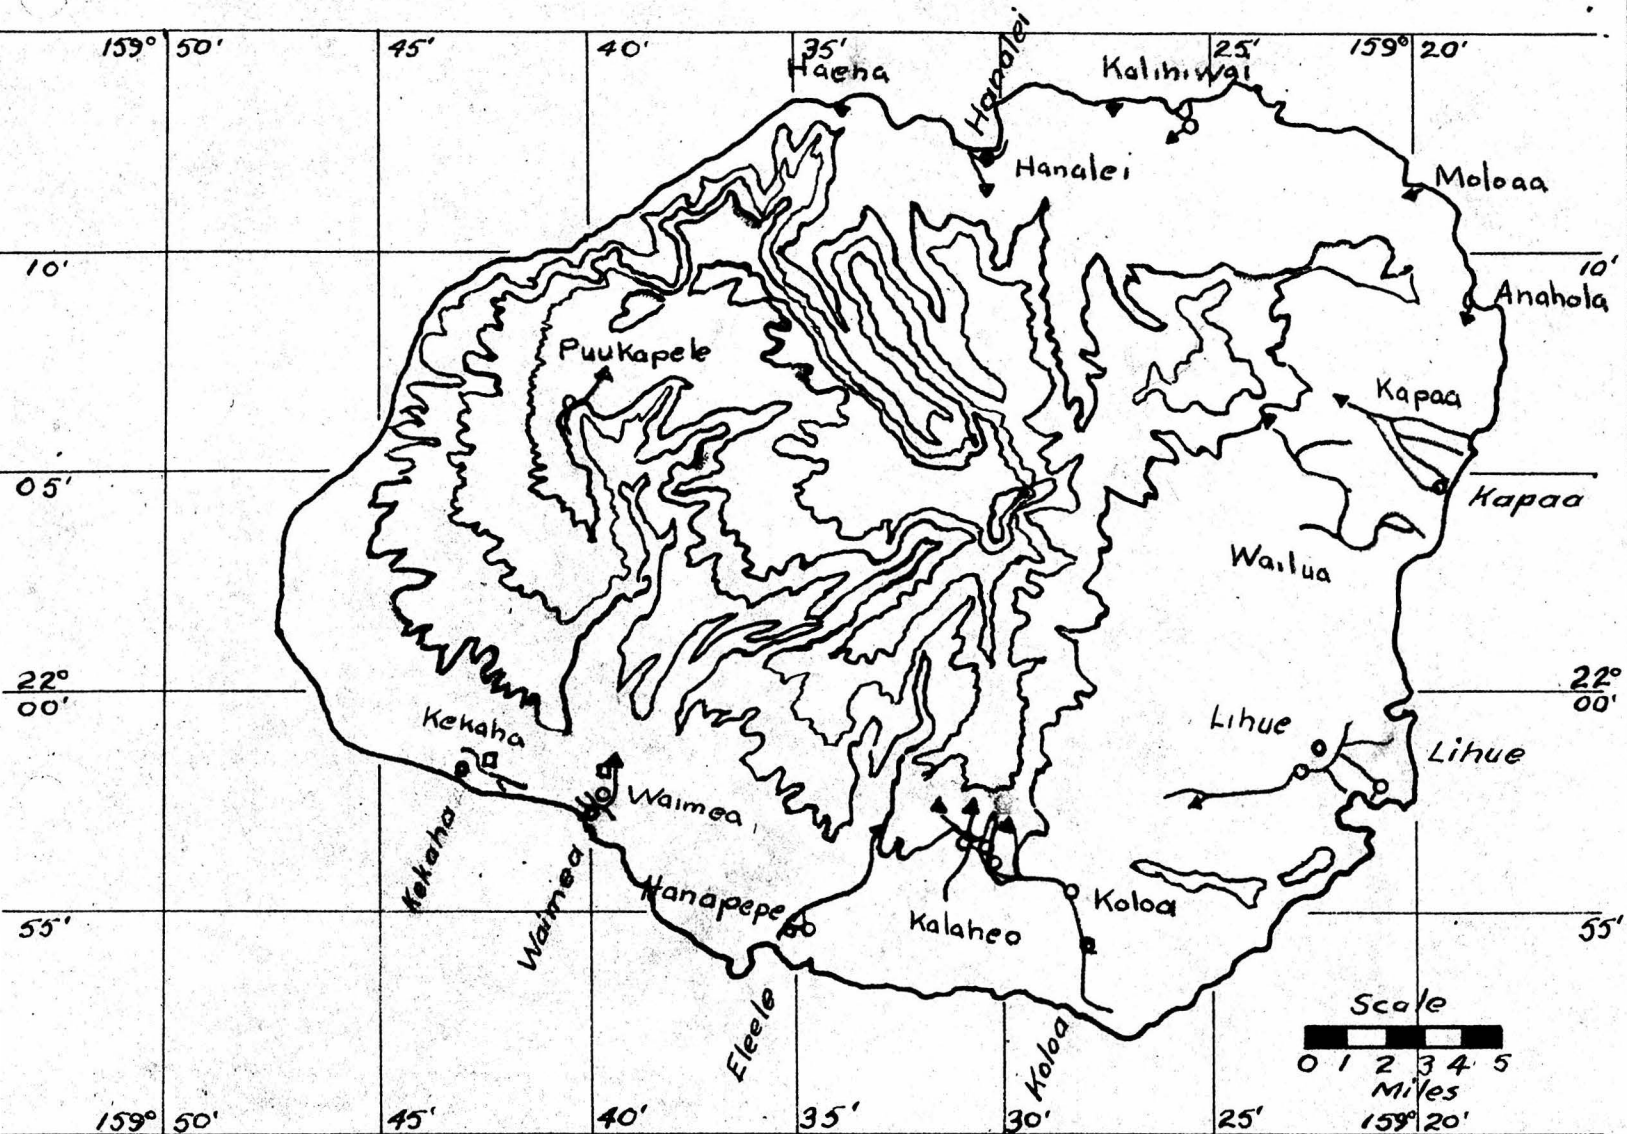 159° 50' 45' 40' 35' 25' 159° 20'
Haena
Hanalei
Kalihiwai
Hanalei
Moloaa
10' 10'
Anahola
Puukapele
Kapaa
05'
Kapaa
Wailua
22° 00' 22° 00'
Kekaha
Lihue
Lihue
Waimea
Kekaha
Waimea
Hanapepe
Koloa
Kalaheo
55' 55'
Eleele
Koloa
Scale
0 1 2 3 4 5
Miles
159° 50' 45' 40' 35' 30' 25' 159° 20'